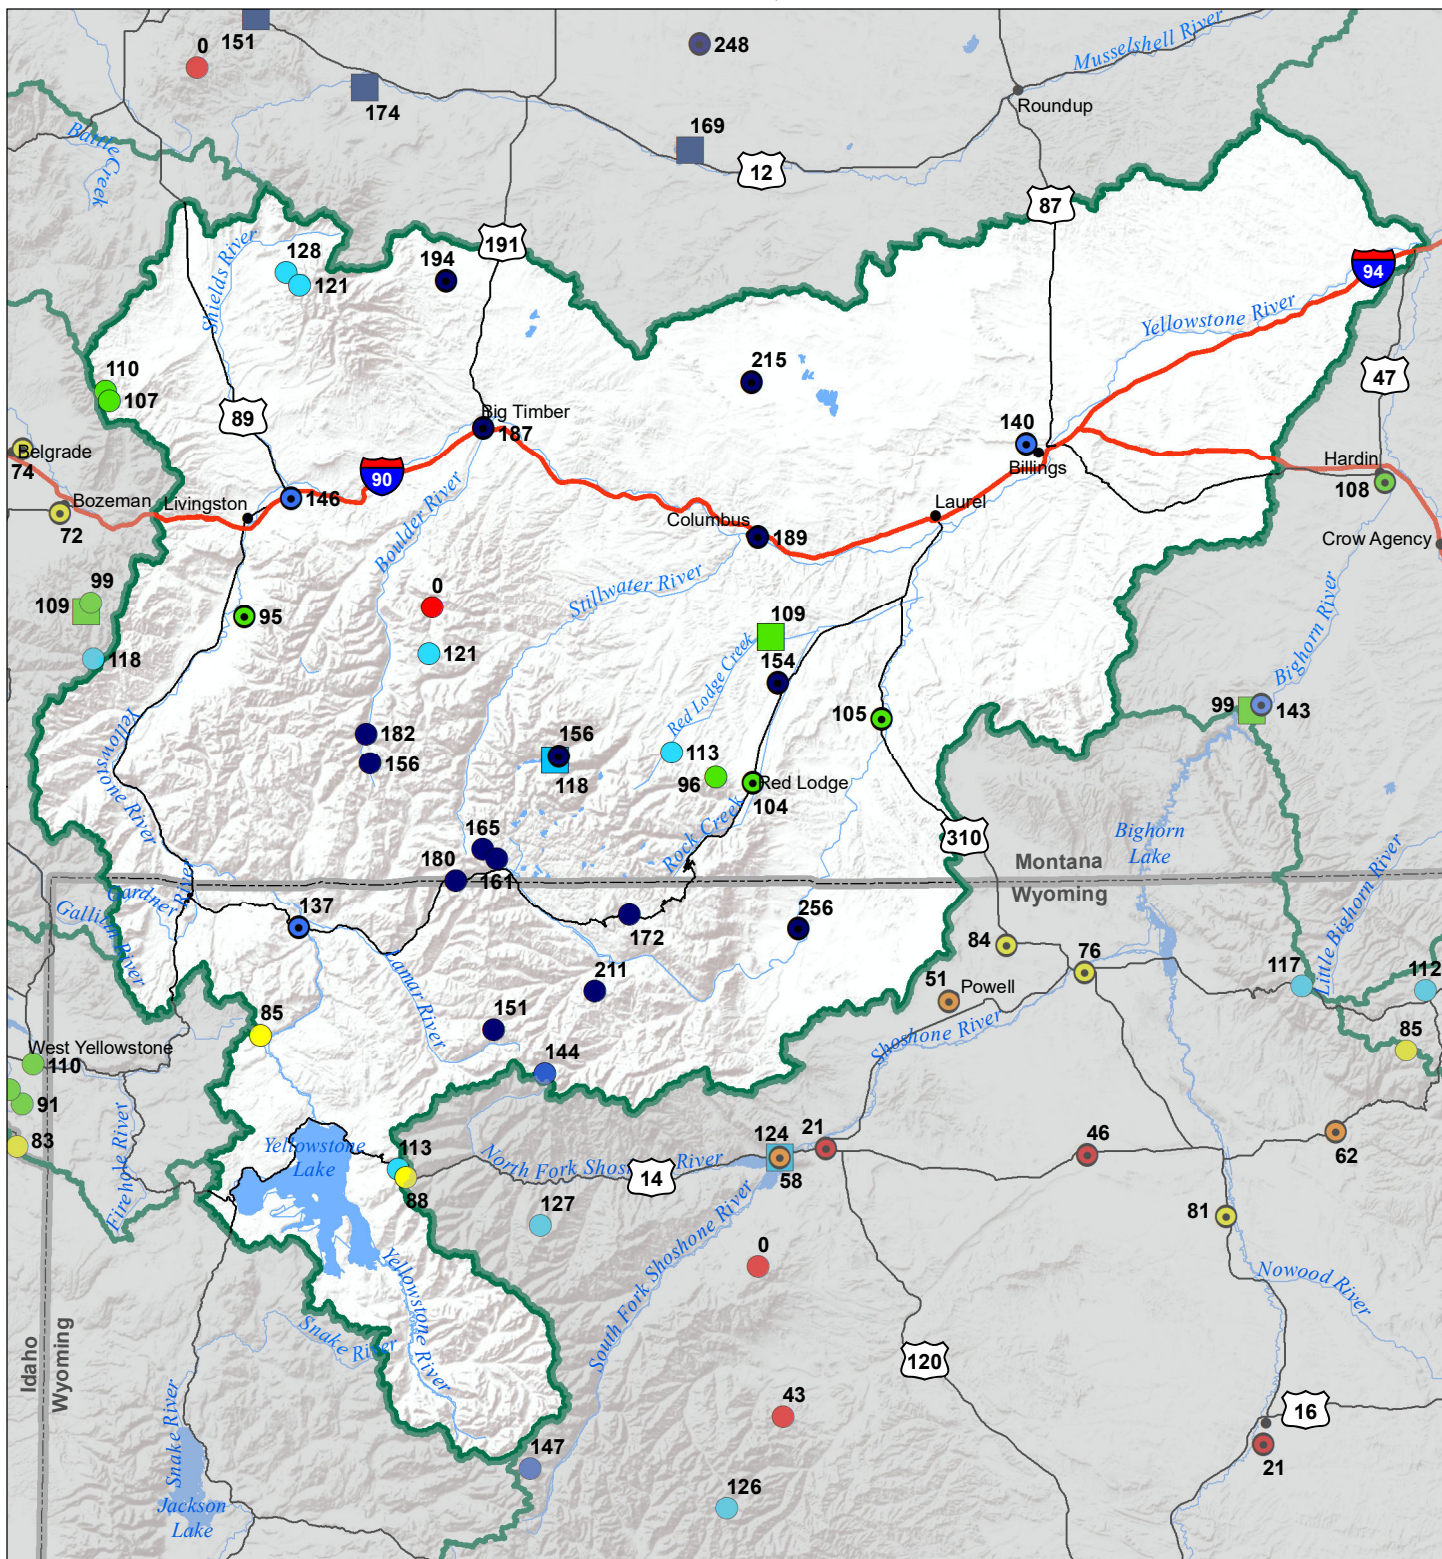 151
0
248
Musselshell River
174
Roundup
169
Battle Creek
12
87
191
Shields River
128
121
194
94
Yellowstone River
215
110
107
47
89
Big Timber
187
140
Billings
Belgrade
74
Hardin
108
90
Bozeman
72
Livingston
146
Boulder River
Columbus
189
Laurel
Crow Agency
Stillwater River
99
109
0
95
109
Bighorn River
118
121
Red Lodge Creek
154
105
99
143
Yellowstone River
182
156
156
118
113
96
Red Lodge
104
Rock Creek
310
Bighorn
Lake
165
180
161
Montana
Wyoming
Little Bighorn River
Gardner River
Gallatin River
137
172
256
84
76
117
112
Lamar River
211
51
Powell
151
Shoshone River
85
85
West Yellowstone
110
144
91
83
Firehole River
Yellowstone
Lake
113
88
North Fork Shoshone River
14
124
58
21
46
62
127
81
South Fork Shoshone River
0
Nowood River
Yellowstone River
Snake River
Idaho
Wyoming
120
43
16
21
Snake River
147
126
Jackson
Lake